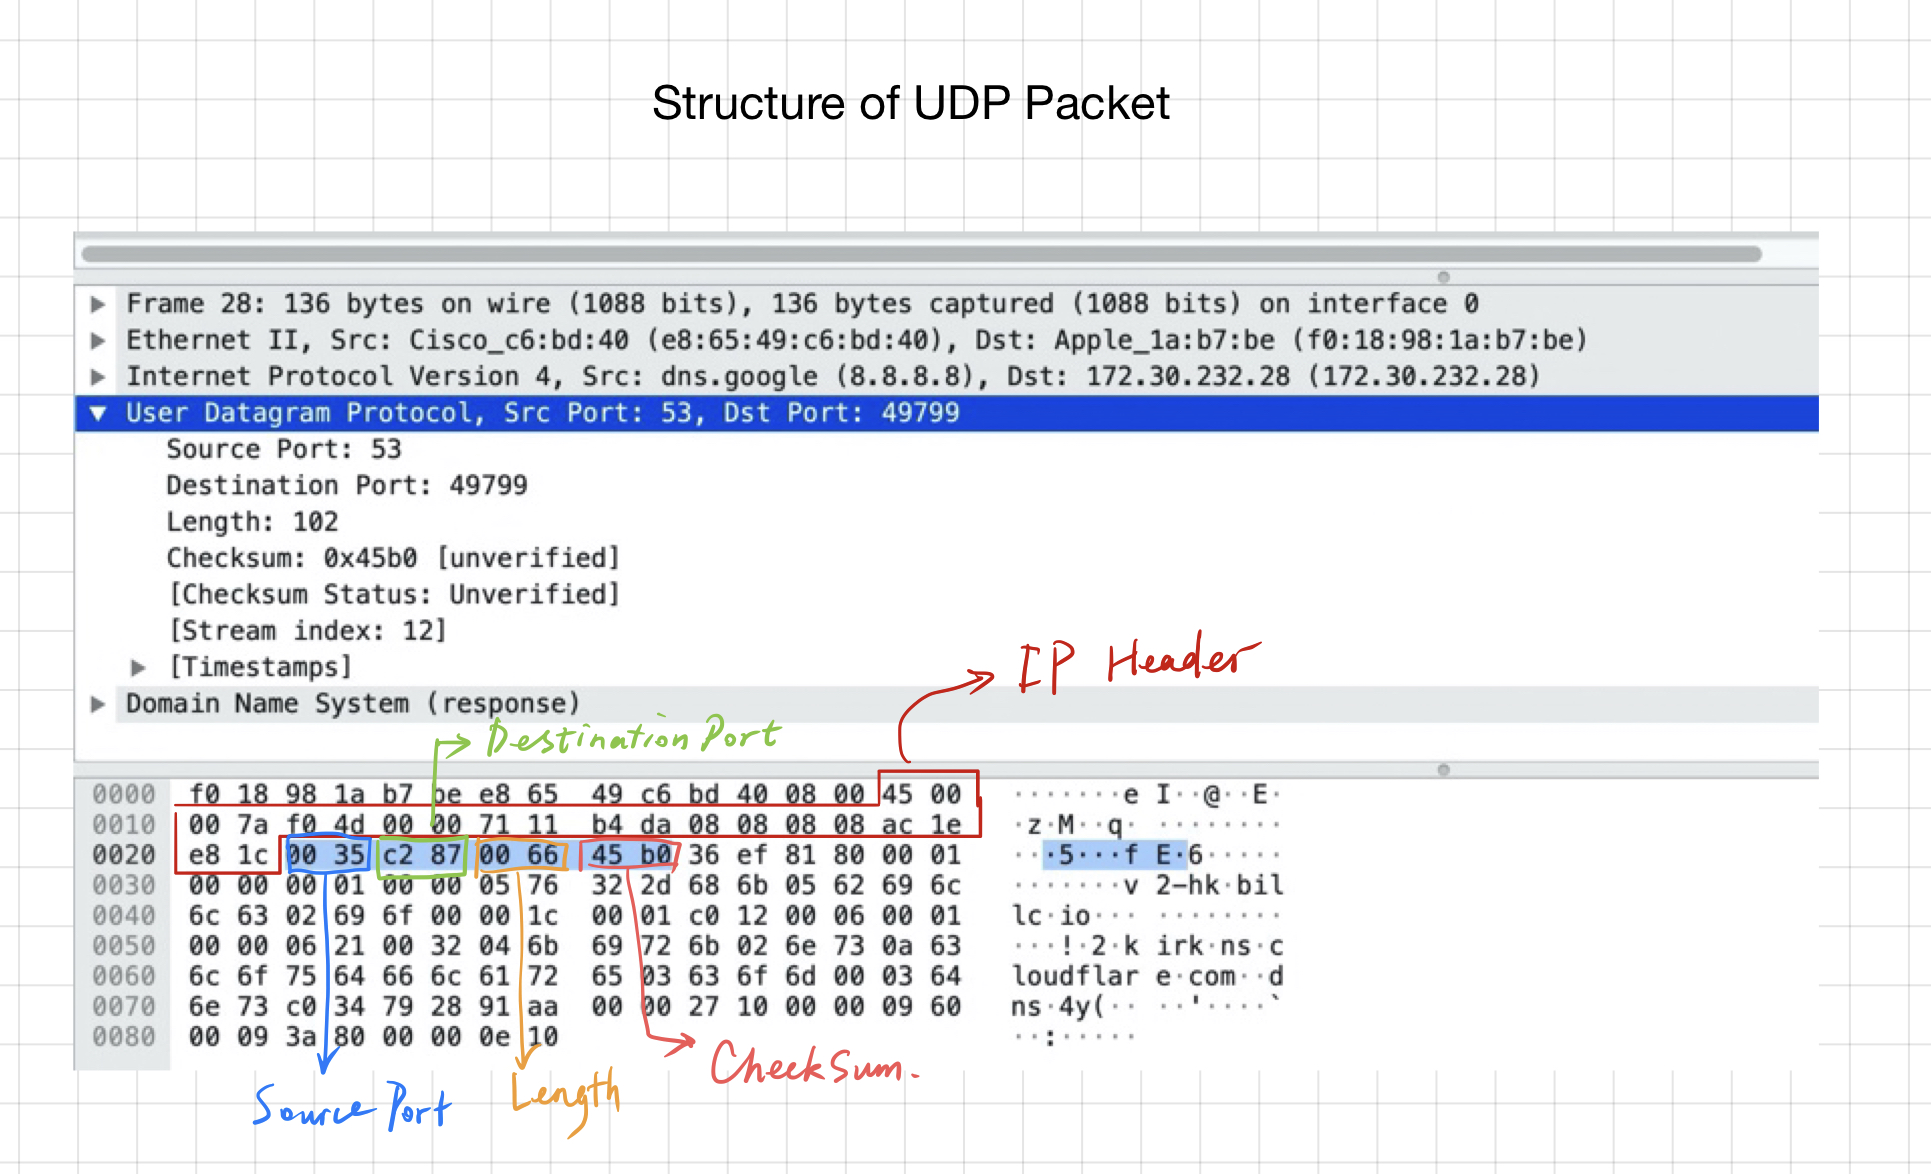 Structure of UDP Packet
Frame 28: 136 bytes on wire (1088 bits), 136 bytes captured (1088 bits) on interface 0
Ethernet II, Src: Cisco_c6:bd:40 (e8:65:49:c6:bd:40), Dst: Apple_1a:b7:be (f0:18:98:1a:b7:be)
Internet Protocol Version 4, Src: dns.google (8.8.8.8), Dst: 172.30.232.28 (172.30.232.28)
User Datagram Protocol, Src Port: 53, Dst Port: 49799
Source Port: 53
Destination Port: 49799
Length: 102
Checksum: 0x45b0 [unverified]
[Checksum Status: Unverified]
[Stream index: 12]
[Timestamps]
IP Header
Domain Name System (response)
Destination Port
0000 f0 18 98 1a b7 be e8 65 49 c6 bd 40 08 00 45 00 ·······e I··@··E·
0010 00 7a f0 4d 00 00 71 11 b4 da 08 08 08 08 ac 1e ·z·M··q· ········
0020 e8 1c 00 35 c2 87 00 66 45 b0 36 ef 81 80 00 01 ···5···f E·6·····
0030 00 00 00 01 00 00 05 76 32 2d 68 6b 05 62 69 6c ·······v 2-hk·bil
0040 6c 63 02 69 6f 00 00 1c 00 01 c0 12 00 06 00 01 lc·io··· ········
0050 00 00 06 21 00 32 04 6b 69 72 6b 02 6e 73 0a 63 ···!·2·k irk·ns·c
0060 6c 6f 75 64 66 6c 61 72 65 03 63 6f 6d 00 03 64 loudflar e·com··d
0070 6e 73 c0 34 79 28 91 aa 00 00 27 10 00 00 09 60 ns·4y(·· ··'····`
0080 00 09 3a 80 00 00 0e 10 ··:·····
CheckSum.
Source Port
Length